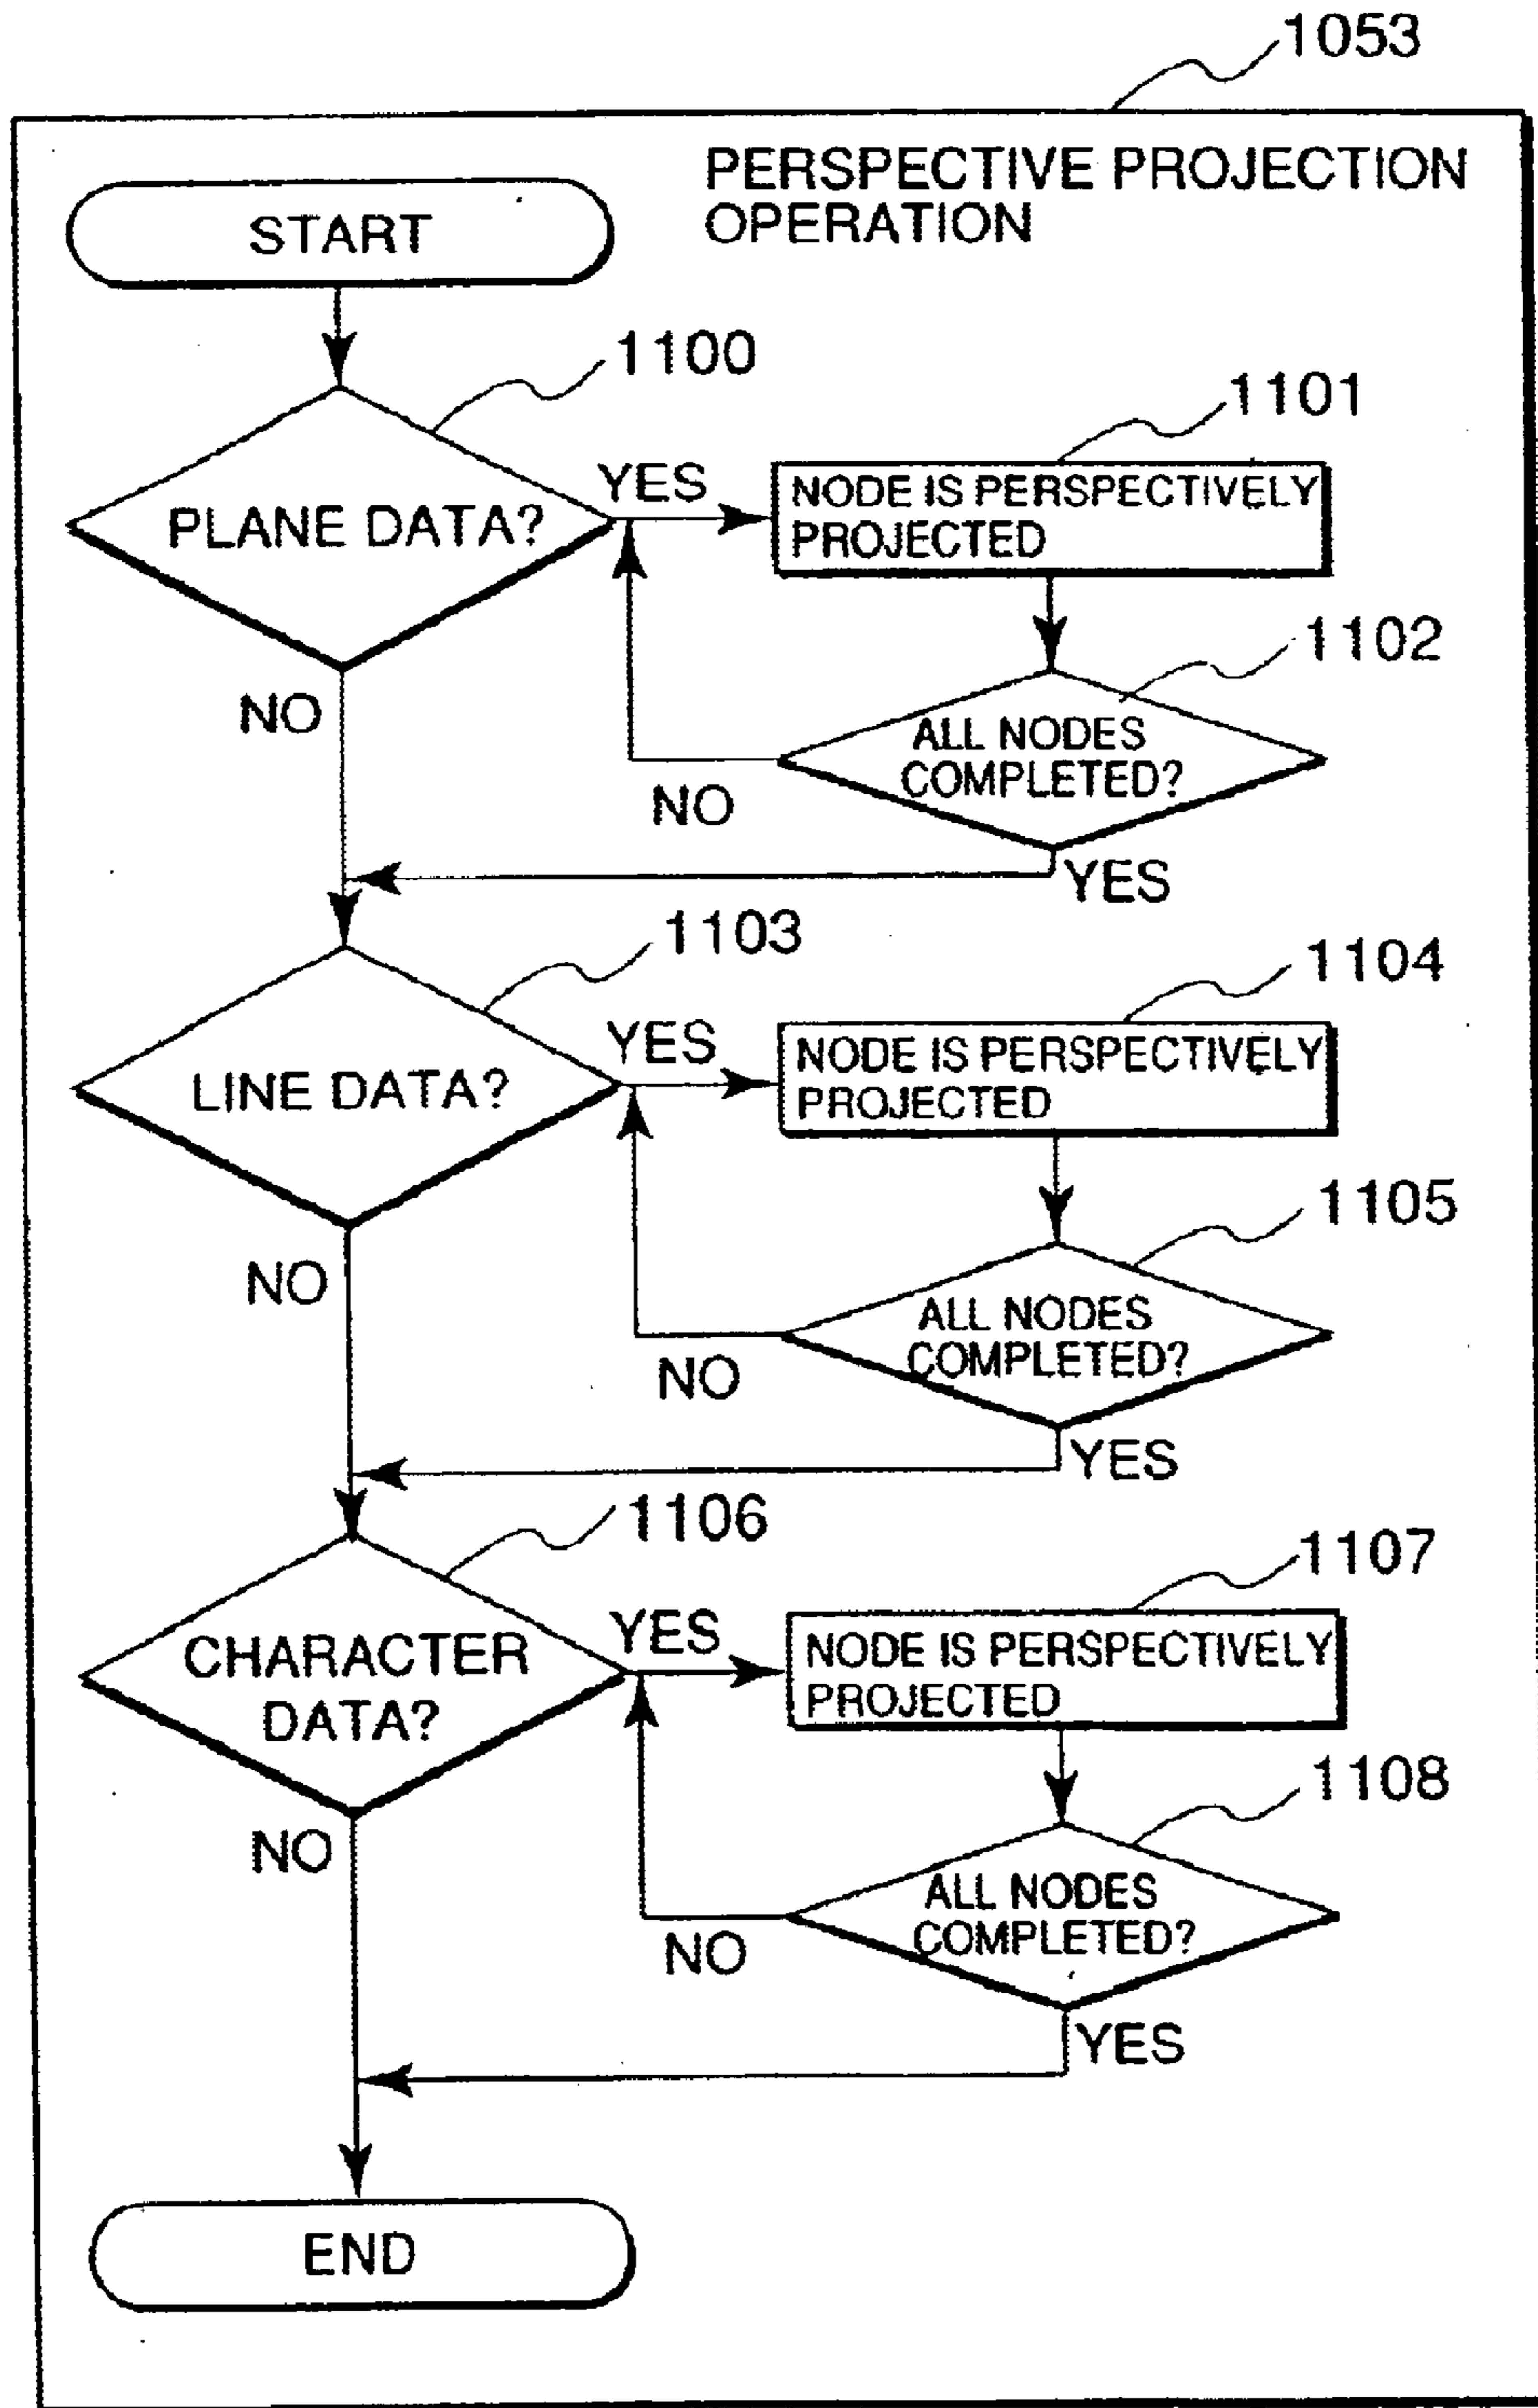 1053
PERSPECTIVE PROJECTION
OPERATION
START
1100
1101
PLANE DATA?
YES
NODE IS PERSPECTIVELY
PROJECTED
1102
NO
ALL NODES
COMPLETED?
NO
YES
1103
1104
LINE DATA?
YES
NODE IS PERSPECTIVELY
PROJECTED
1105
NO
ALL NODES
COMPLETED?
NO
YES
1106
1107
CHARACTER
DATA?
YES
NODE IS PERSPECTIVELY
PROJECTED
1108
NO
ALL NODES
COMPLETED?
NO
YES
END